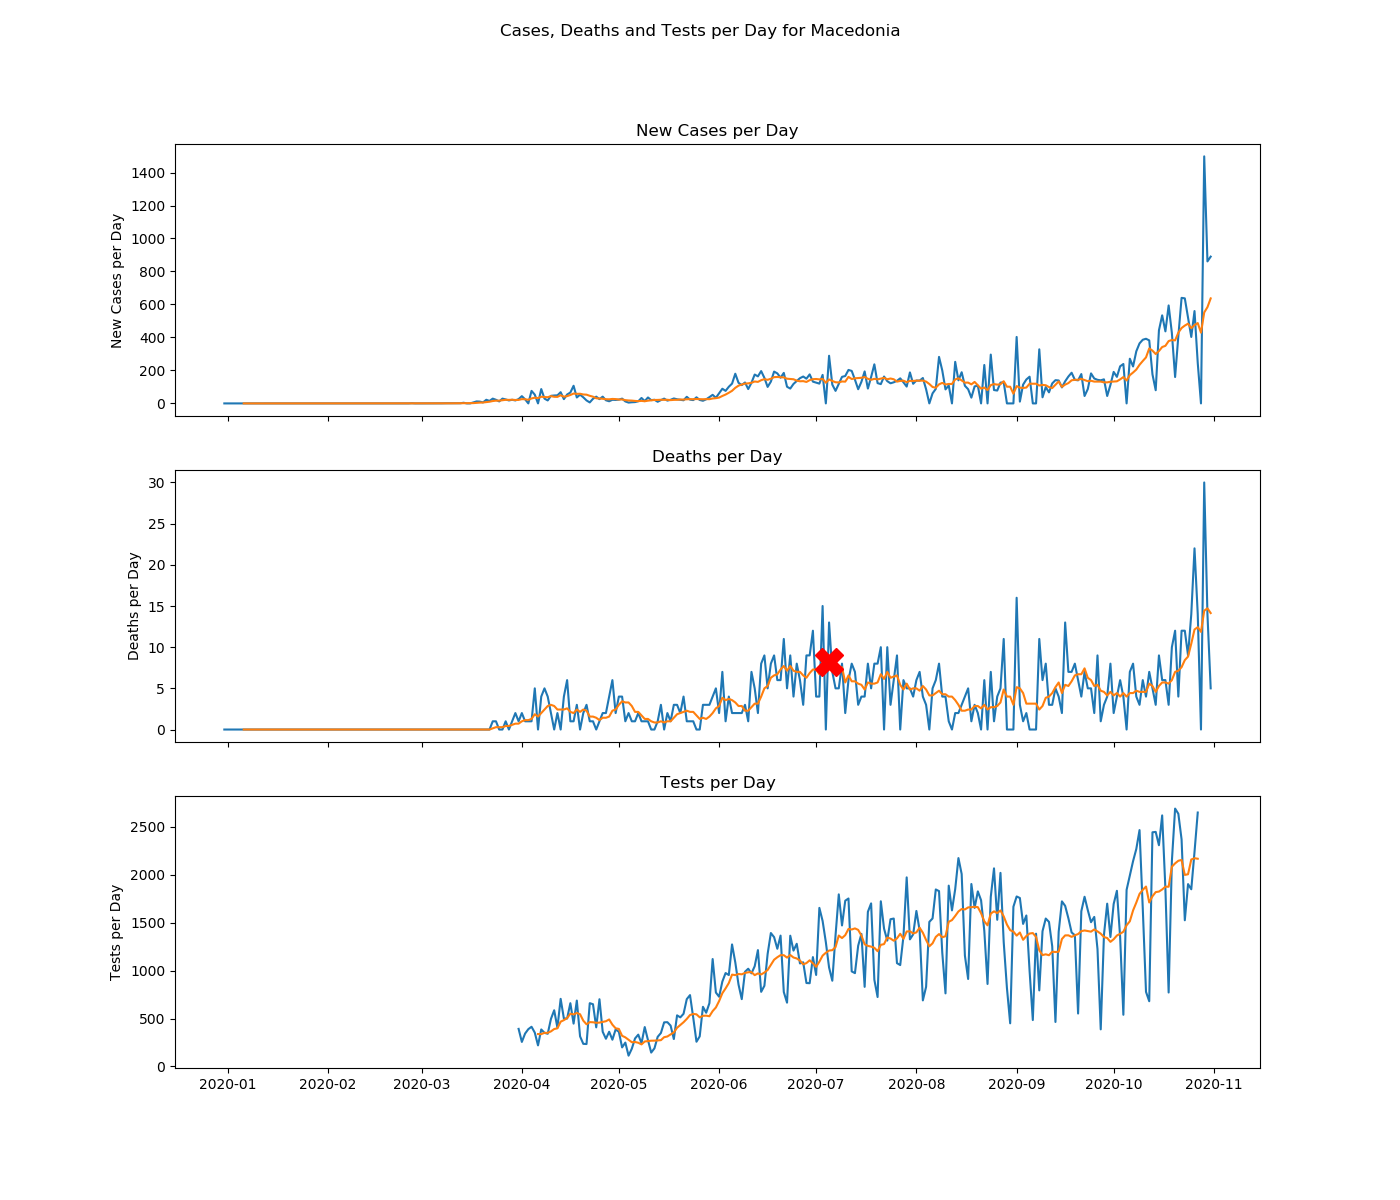 Cases, Deaths and Tests per Day for Macedonia
New Cases per Day
New Cases per Day
1400
1200
1000
800
600
400
200
0
Deaths per Day
Deaths per Day
30
25
20
15
10
5
0
Tests per Day
Tests per Day
2500
2000
1500
1000
500
0
2020-01 2020-02 2020-03 2020-04 2020-05 2020-06 2020-07 2020-08 2020-09 2020-10 2020-11